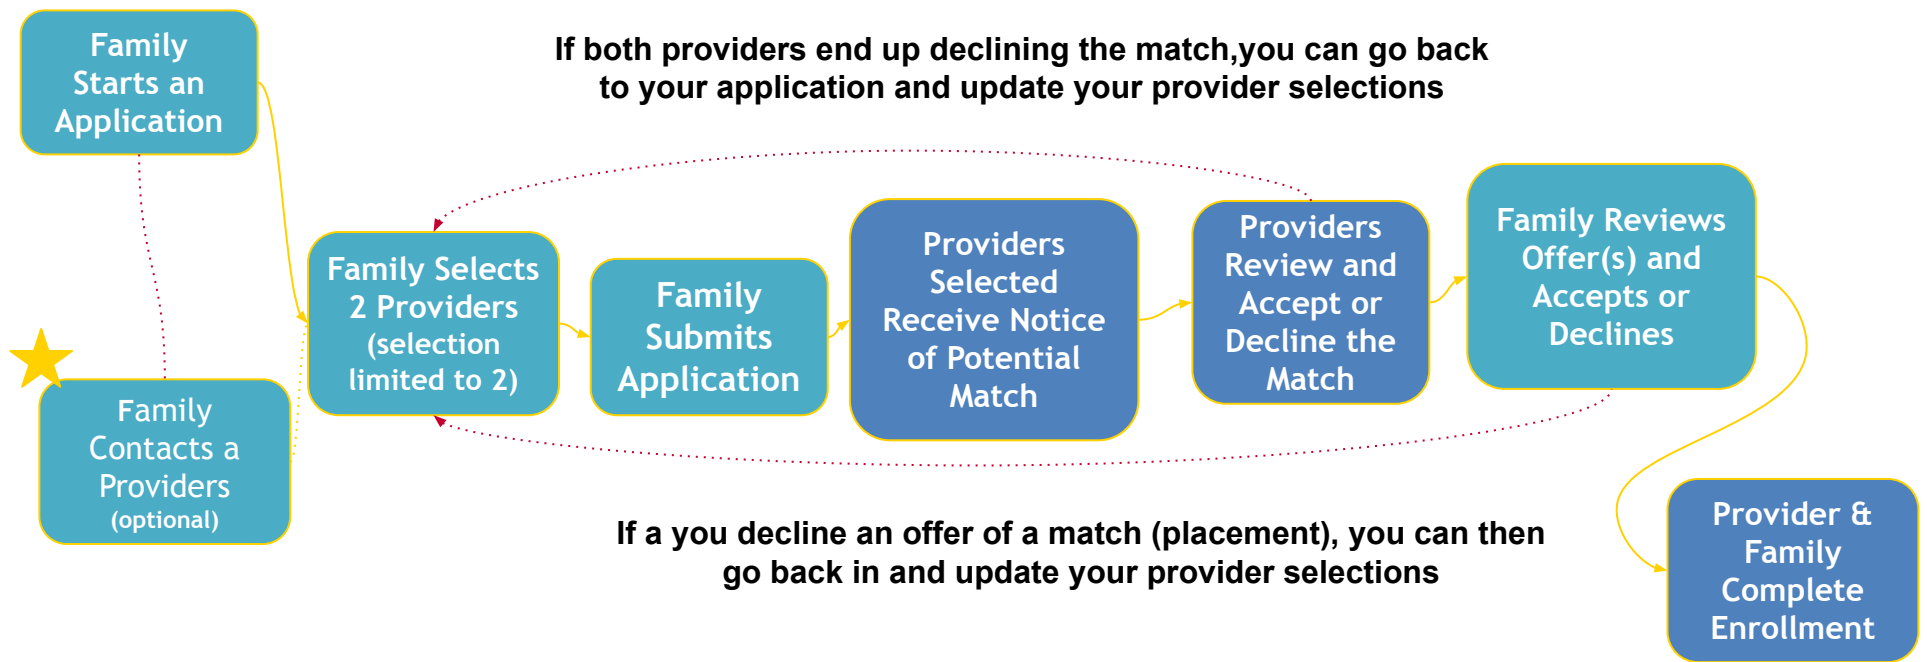 Family
Starts an
Application
If both providers end up declining the match,you can go back
to your application and update your provider selections
Family
Contacts a
Providers
(optional)
Family Selects
2 Providers
(selection
limited to 2)
Family
Submits
Application
Providers
Selected
Receive Notice
of Potential
Match
Providers
Review and
Accept or
Decline the
Match
Family Reviews
Offer(s) and
Accepts or
Declines
If a you decline an offer of a match (placement), you can then
go back in and update your provider selections
Provider &
Family
Complete
Enrollment